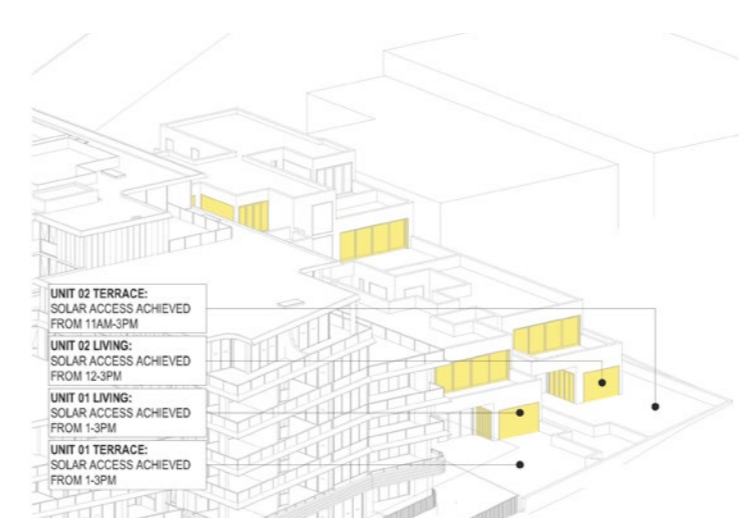 UNIT 02 TERRACE:
SOLAR ACCESS ACHIEVED
FROM 11AM-3PM
UNIT 02 LIVING:
SOLAR ACCESS ACHIEVED
FROM 12-3PM
UNIT 01 LIVING:
SOLAR ACCESS ACHIEVED
FROM 1-3PM
UNIT 01 TERRACE:
SOLAR ACCESS ACHIEVED
FROM 1-3PM